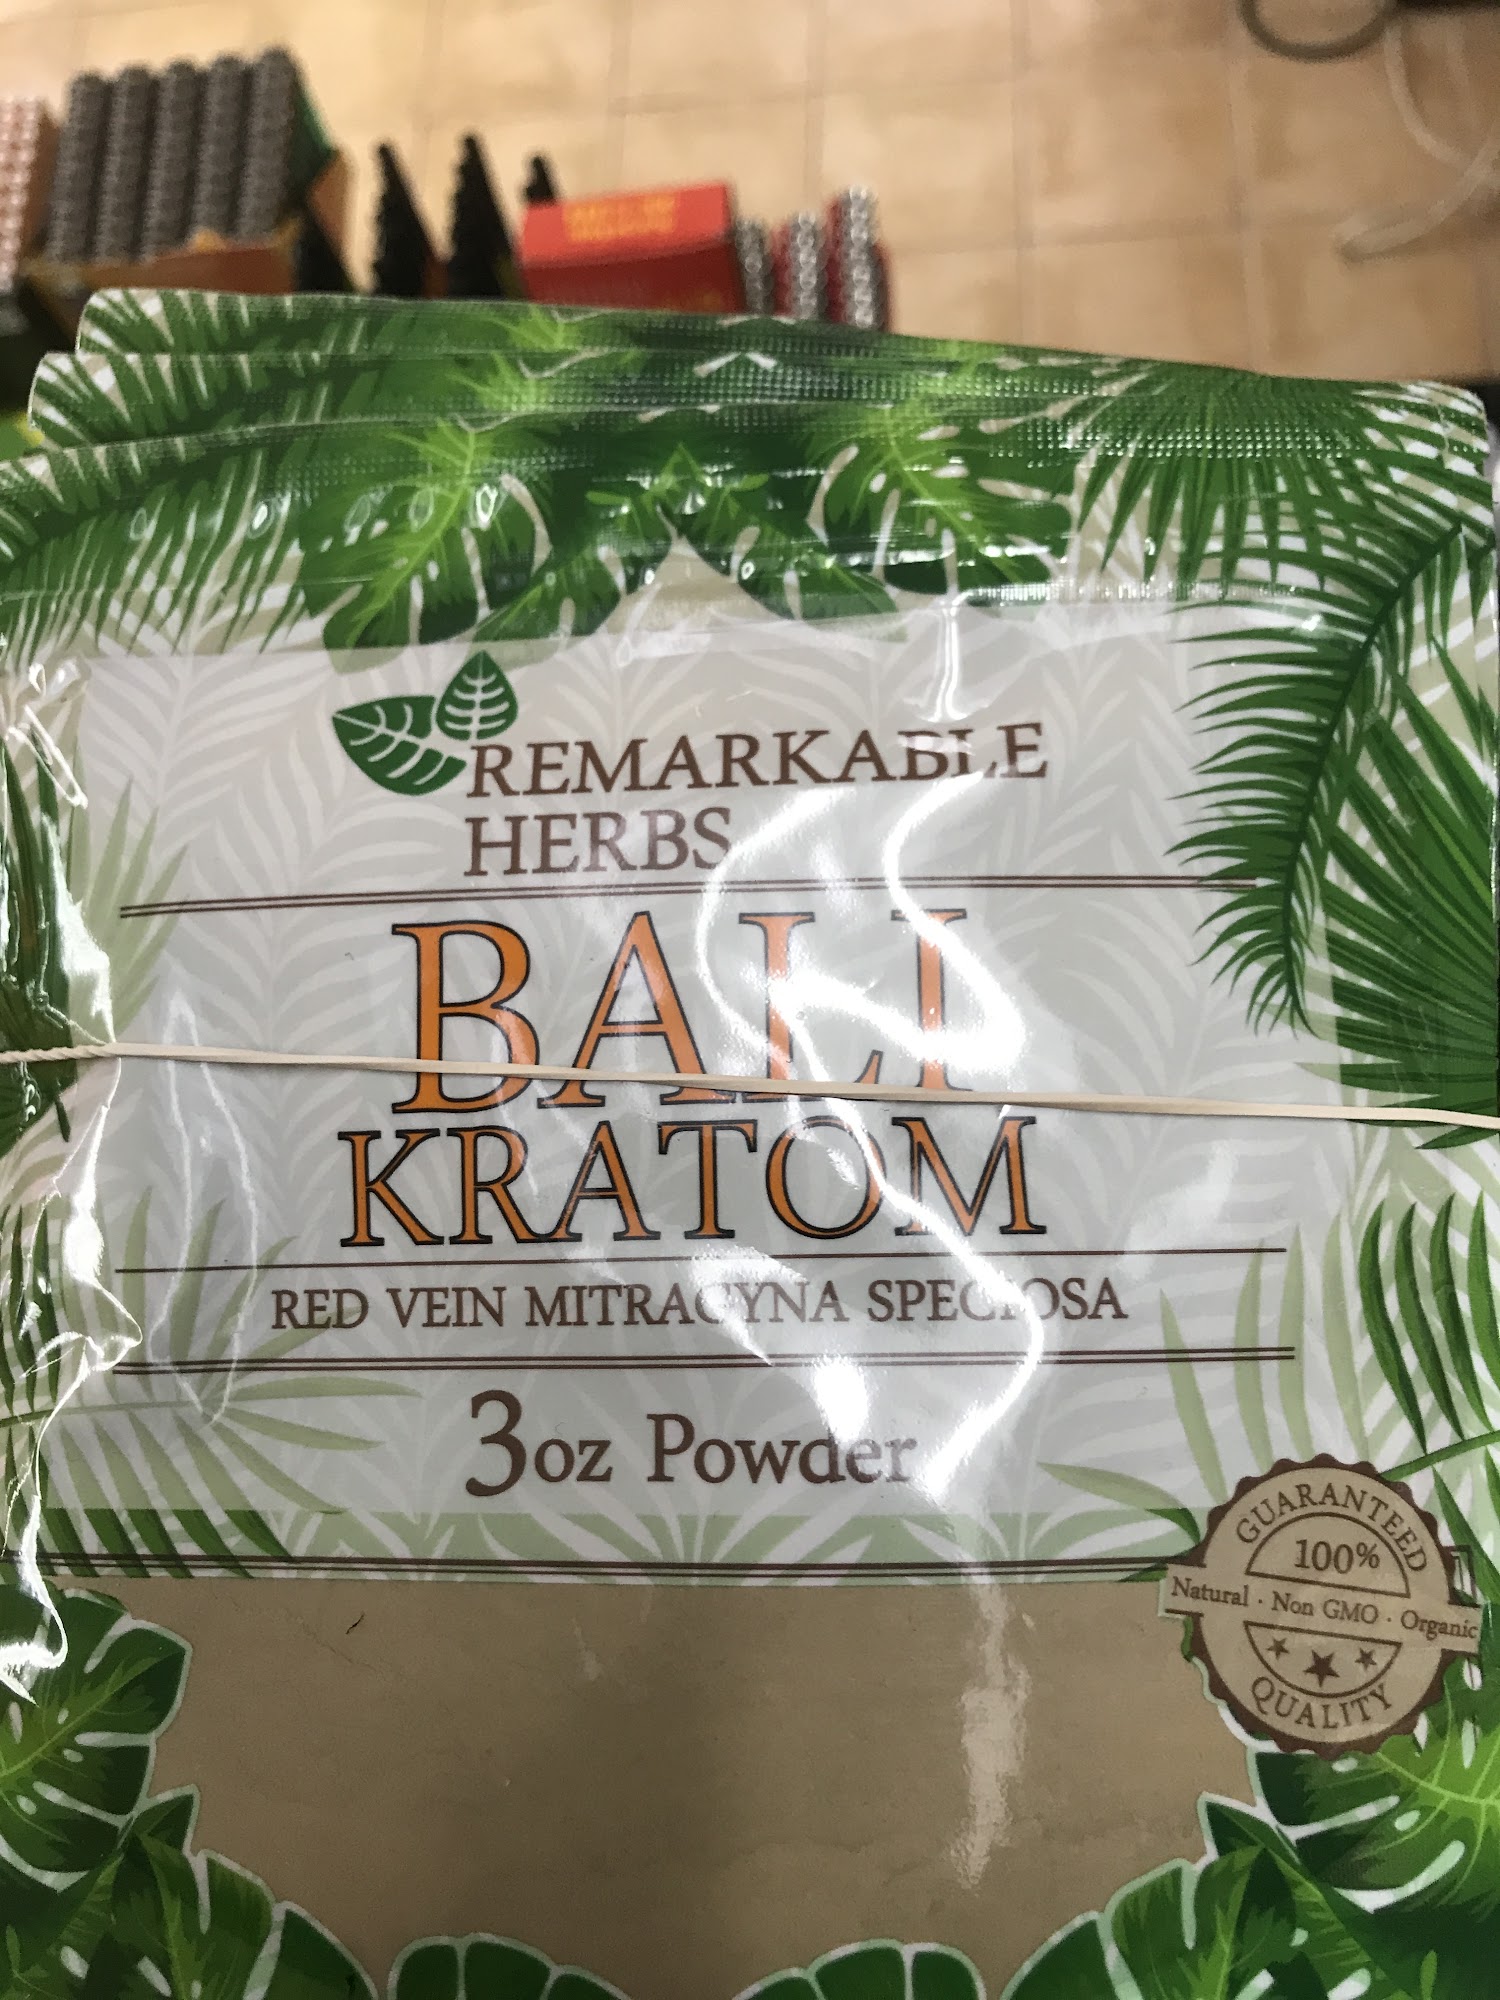 REMARKABLE
HERBS
BALI
KRATOM
RED VEIN MITRAGYNA SPECIOSA
3oz Powder
GUARANTEED
100%
Natural · Non GMO · Organic
QUALITY